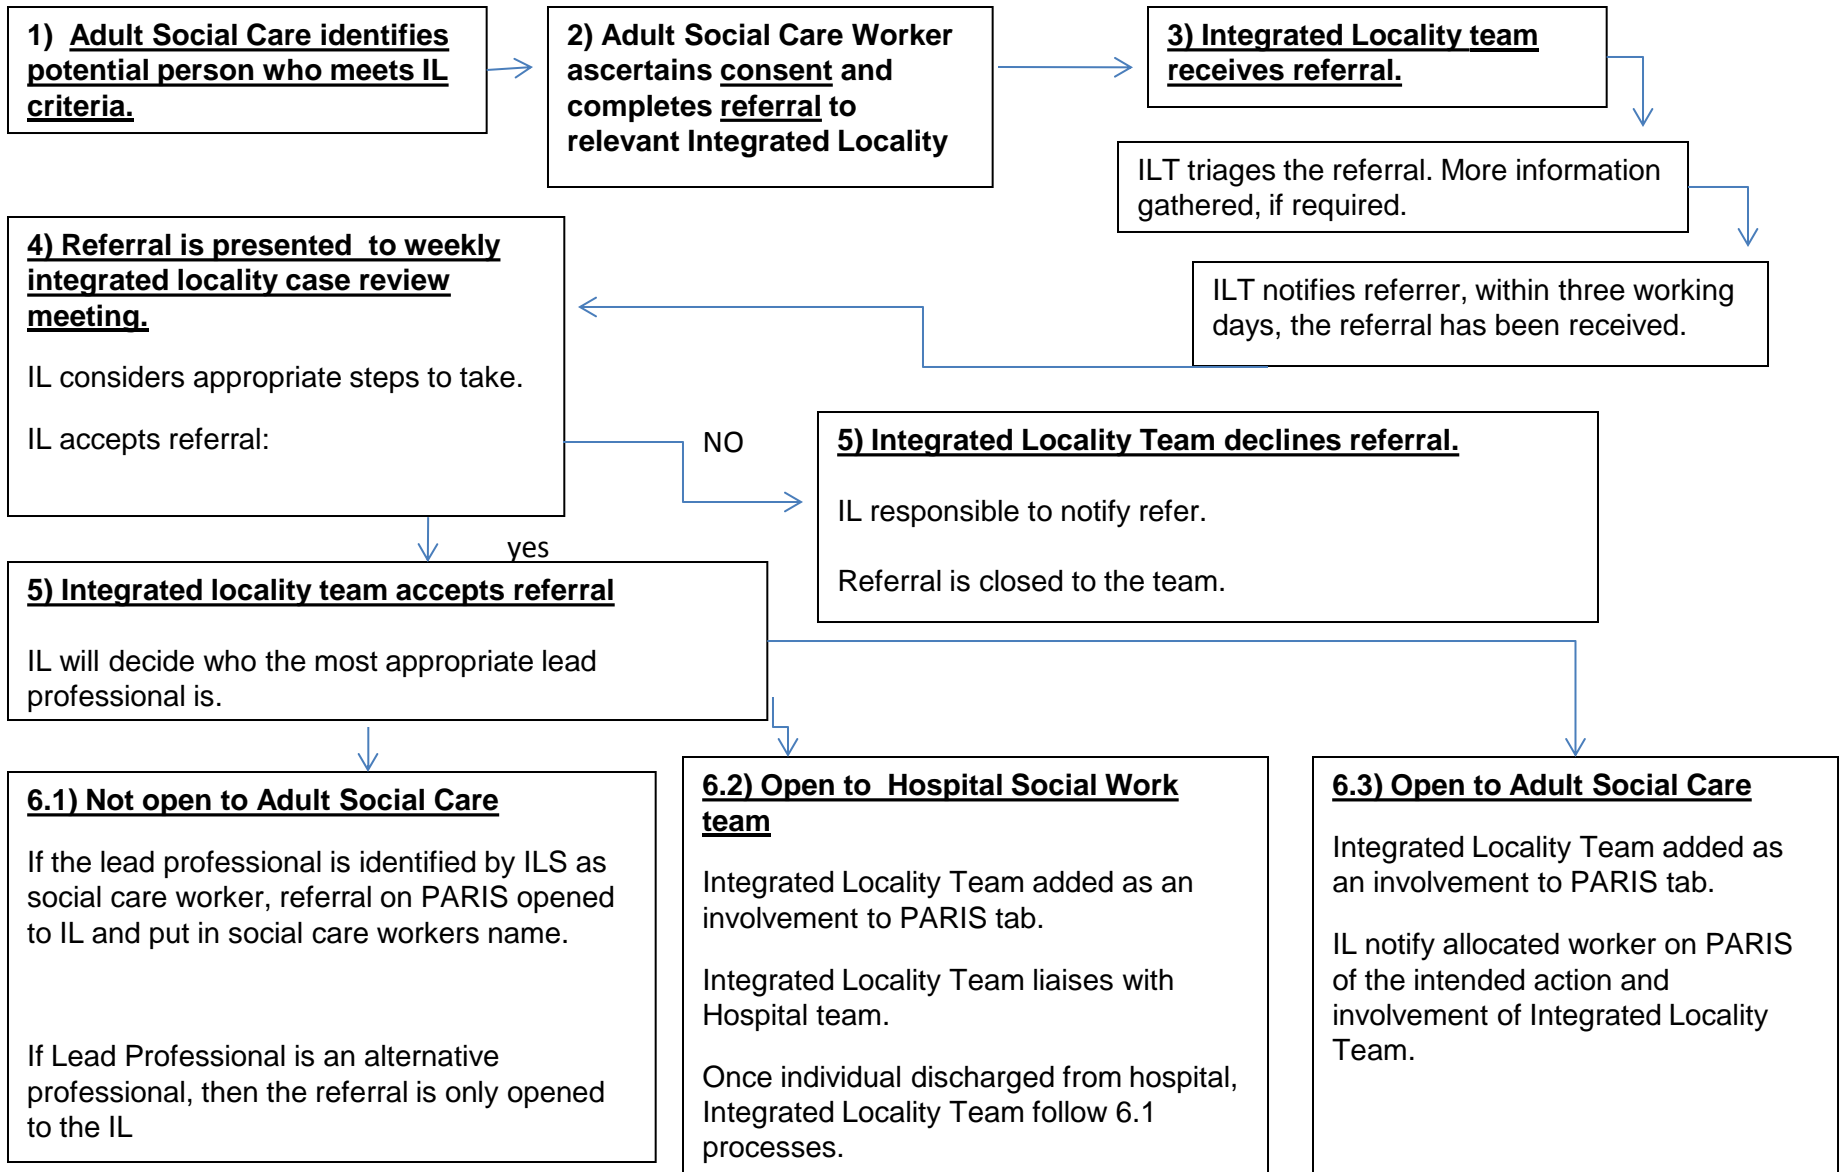 1) Adult Social Care identifies
potential person who meets IL
criteria.
2) Adult Social Care Worker
ascertains consent and
completes referral to
relevant Integrated Locality
3) Integrated Locality team
receives referral.
ILT triages the referral. More information
gathered, if required.
ILT notifies referrer, within three working
days, the referral has been received.
4) Referral is presented to weekly
integrated locality case review
meeting.
IL considers appropriate steps to take.
IL accepts referral:
NO
5) Integrated Locality Team declines referral.
IL responsible to notify refer.
Referral is closed to the team.
yes
5) Integrated locality team accepts referral
IL will decide who the most appropriate lead
professional is.
6.1) Not open to Adult Social Care
If the lead professional is identified by ILS as
social care worker, referral on PARIS opened
to IL and put in social care workers name.
If Lead Professional is an alternative
professional, then the referral is only opened
to the IL
6.2) Open to Hospital Social Work
team
Integrated Locality Team added as an
involvement to PARIS tab.
Integrated Locality Team liaises with
Hospital team.
Once individual discharged from hospital,
Integrated Locality Team follow 6.1
processes.
6.3) Open to Adult Social Care
Integrated Locality Team added as
an involvement to PARIS tab.
IL notify allocated worker on PARIS
of the intended action and
involvement of Integrated Locality
Team.